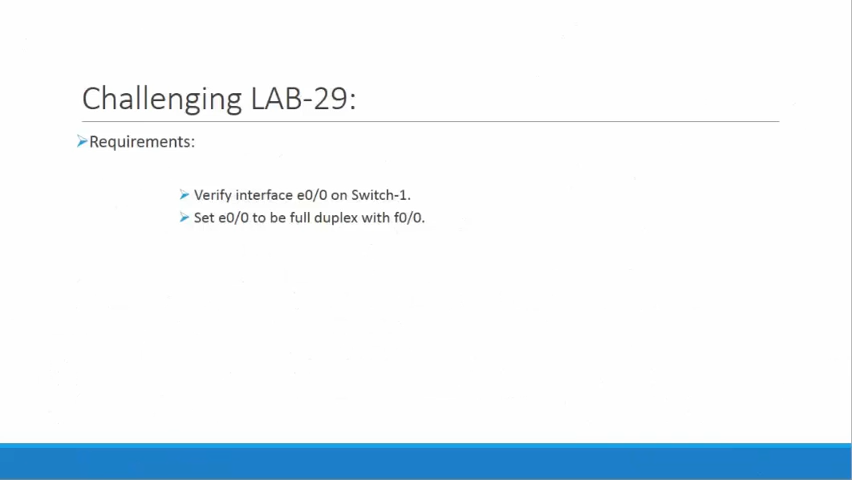 Challenging LAB-29:
Requirements:
Verify interface e0/0 on Switch-1.
Set e0/0 to be full duplex with f0/0.